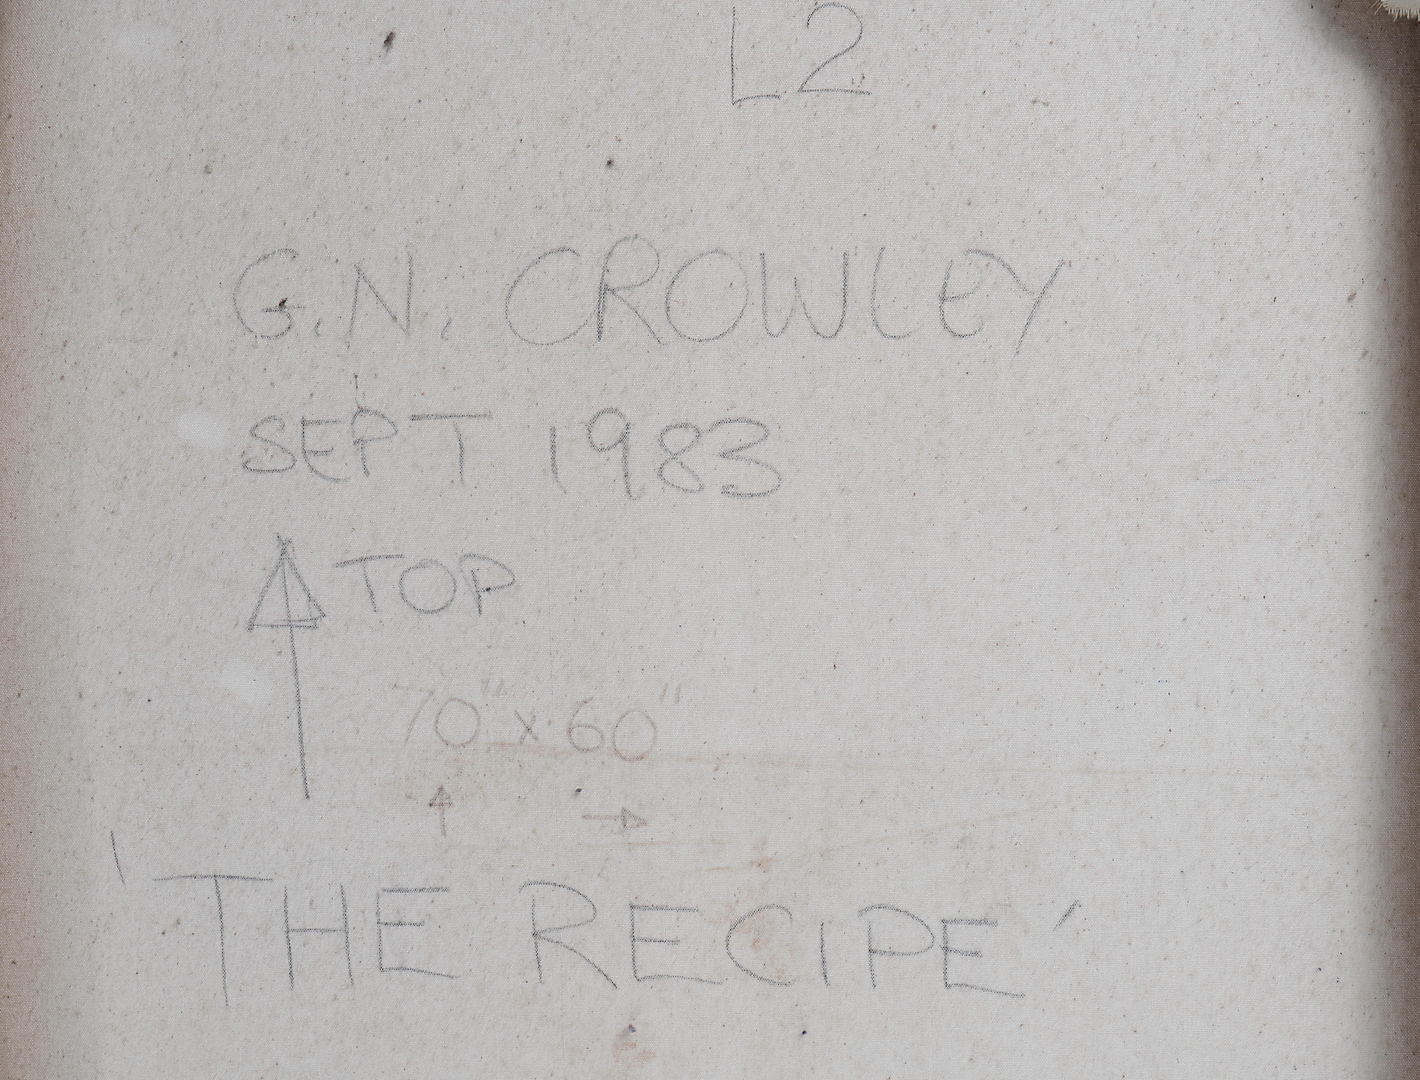 L2
G.N. CROWLEY
SEPT 1983
TOP
70" x 60"
'THE RECIPE'